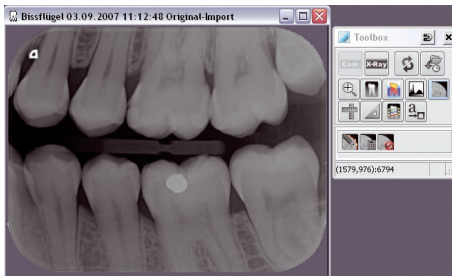 Bissflügel 03.09.2007 11:12:48 Original-Import
Toolbox
Cam
X-Ray
a
(1579,976):6794